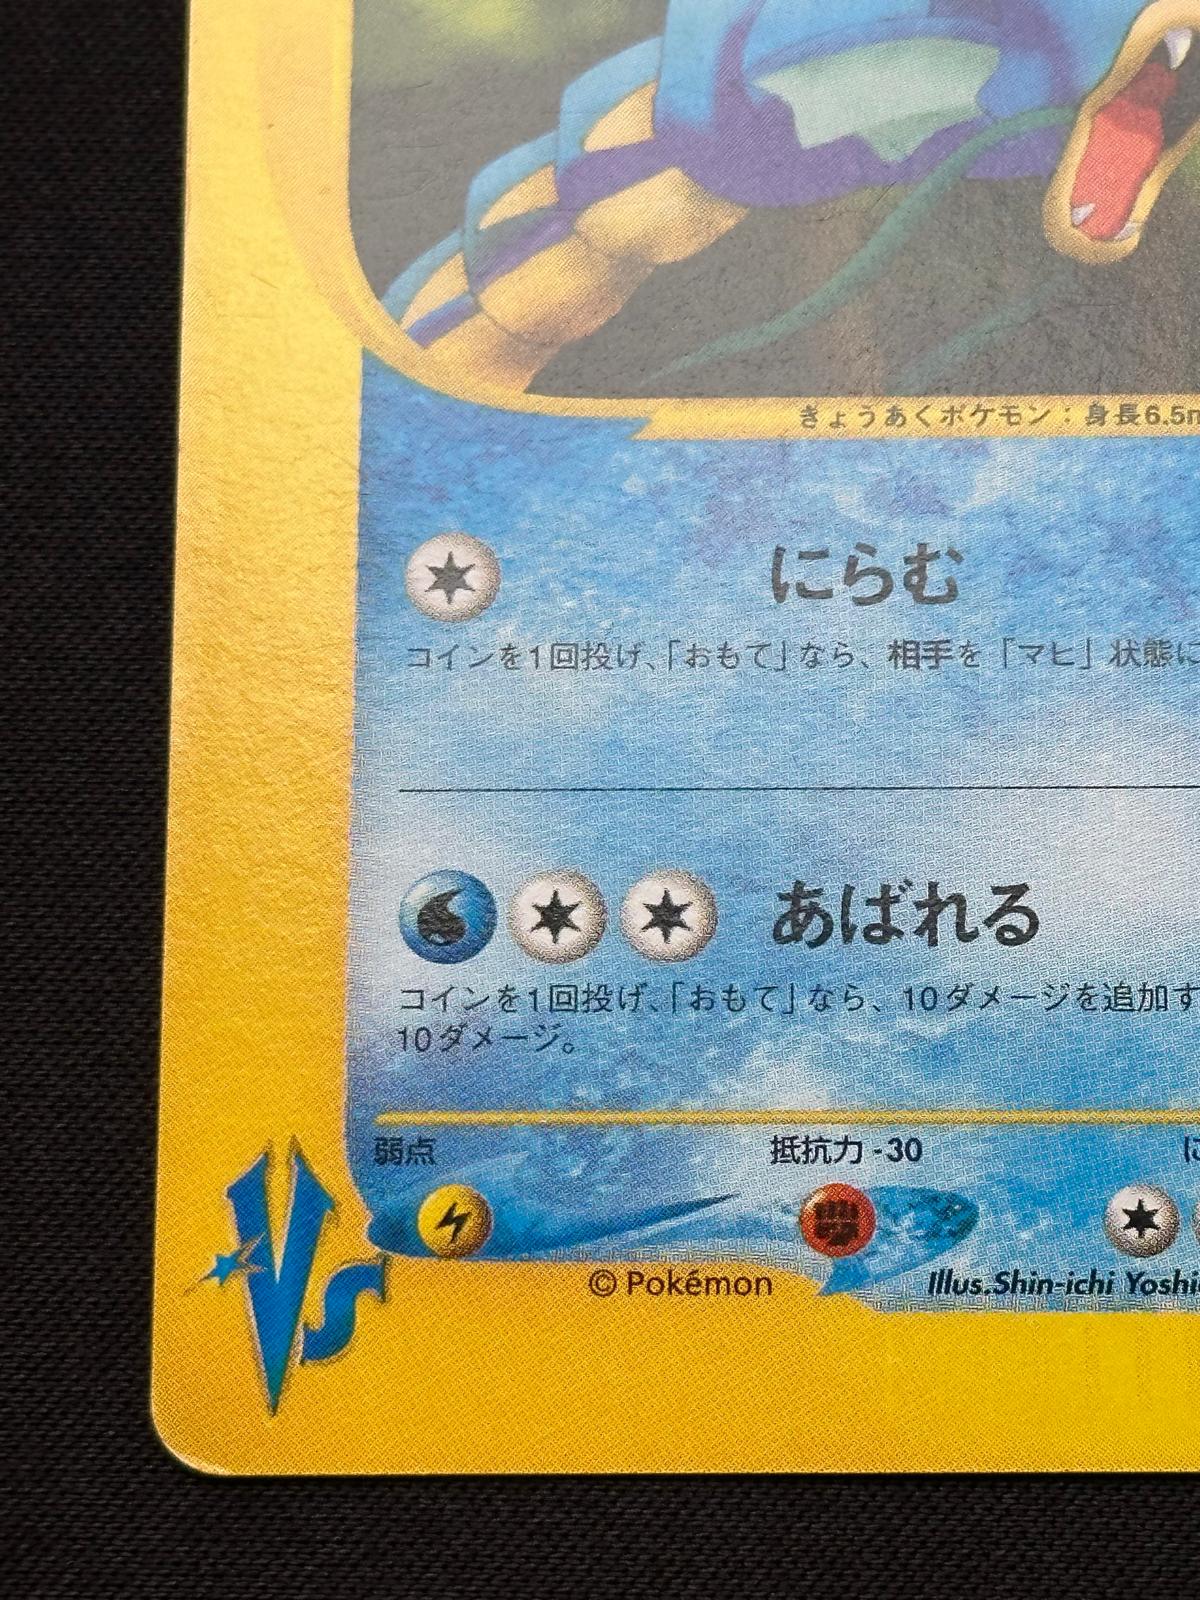 きょうあくポケモン：身長6.5m
にらむ
コインを1回投げ、「おもて」なら、相手を「マヒ」状態に
あばれる
コインを1回投げ、「おもて」なら、10ダメージを追加す
10ダメージ。
弱点 抵抗力 -30 に
© Pokémon Illus.Shin-ichi Yoshi
VS